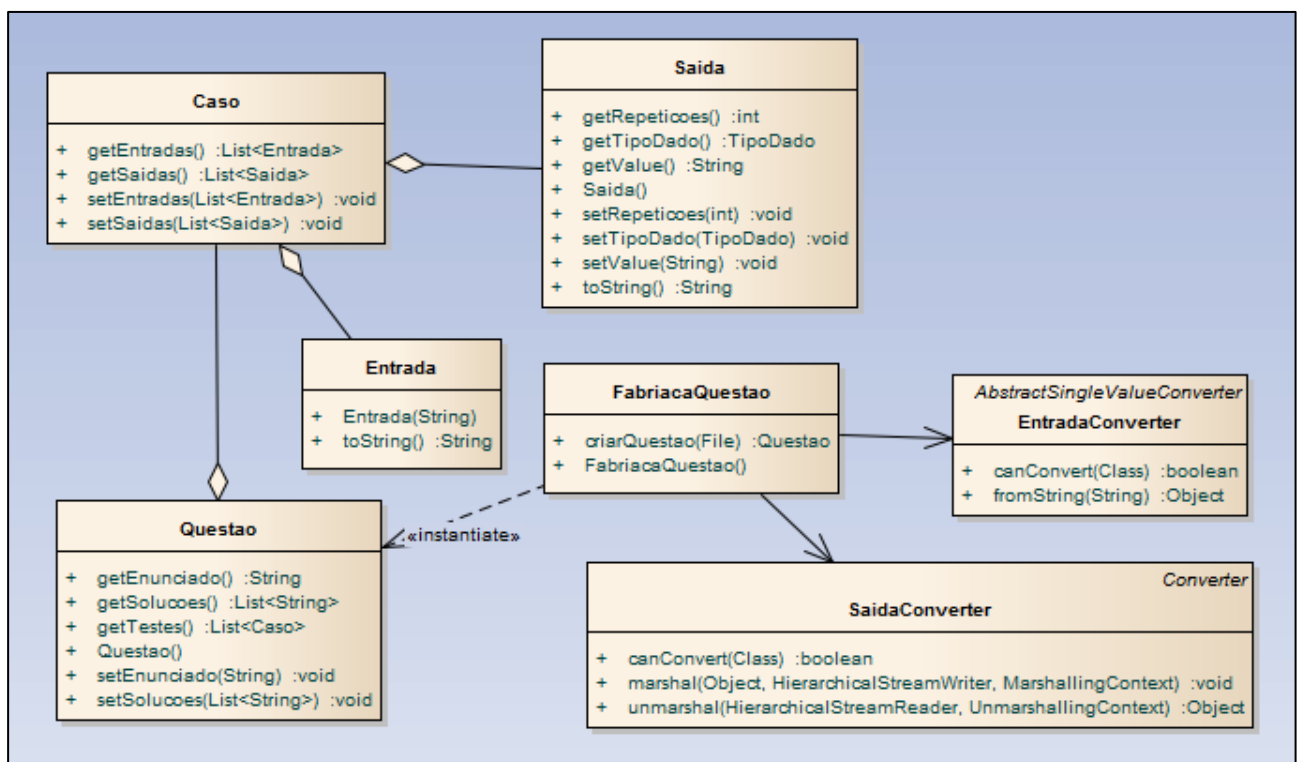 Caso
+ getEntradas() :List<Entrada>
+ getSaidas() :List<Saida>
+ setEntradas(List<Entrada>) :void
+ setSaidas(List<Saida>) :void
Saida
+ getRepeticoes() :int
+ getTipoDado() :TipoDado
+ getValue() :String
+ Saida()
+ setRepeticoes(int) :void
+ setTipoDado(TipoDado) :void
+ setValue(String) :void
+ toString() :String
Entrada
+ Entrada(String)
+ toString() :String
FabriacaQuestao
+ criarQuestao(File) :Questao
+ FabriacaQuestao()
AbstractSingleValueConverter
EntradaConverter
+ canConvert(Class) :boolean
+ fromString(String) :Object
«instantiate»
Questao
+ getEnunciado() :String
+ getSolucoes() :List<String>
+ getTestes() :List<Caso>
+ Questao()
+ setEnunciado(String) :void
+ setSolucoes(List<String>) :void
Converter
SaidaConverter
+ canConvert(Class) :boolean
+ marshal(Object, HierarchicalStreamWriter, MarshallingContext) :void
+ unmarshal(HierarchicalStreamReader, UnmarshallingContext) :Object